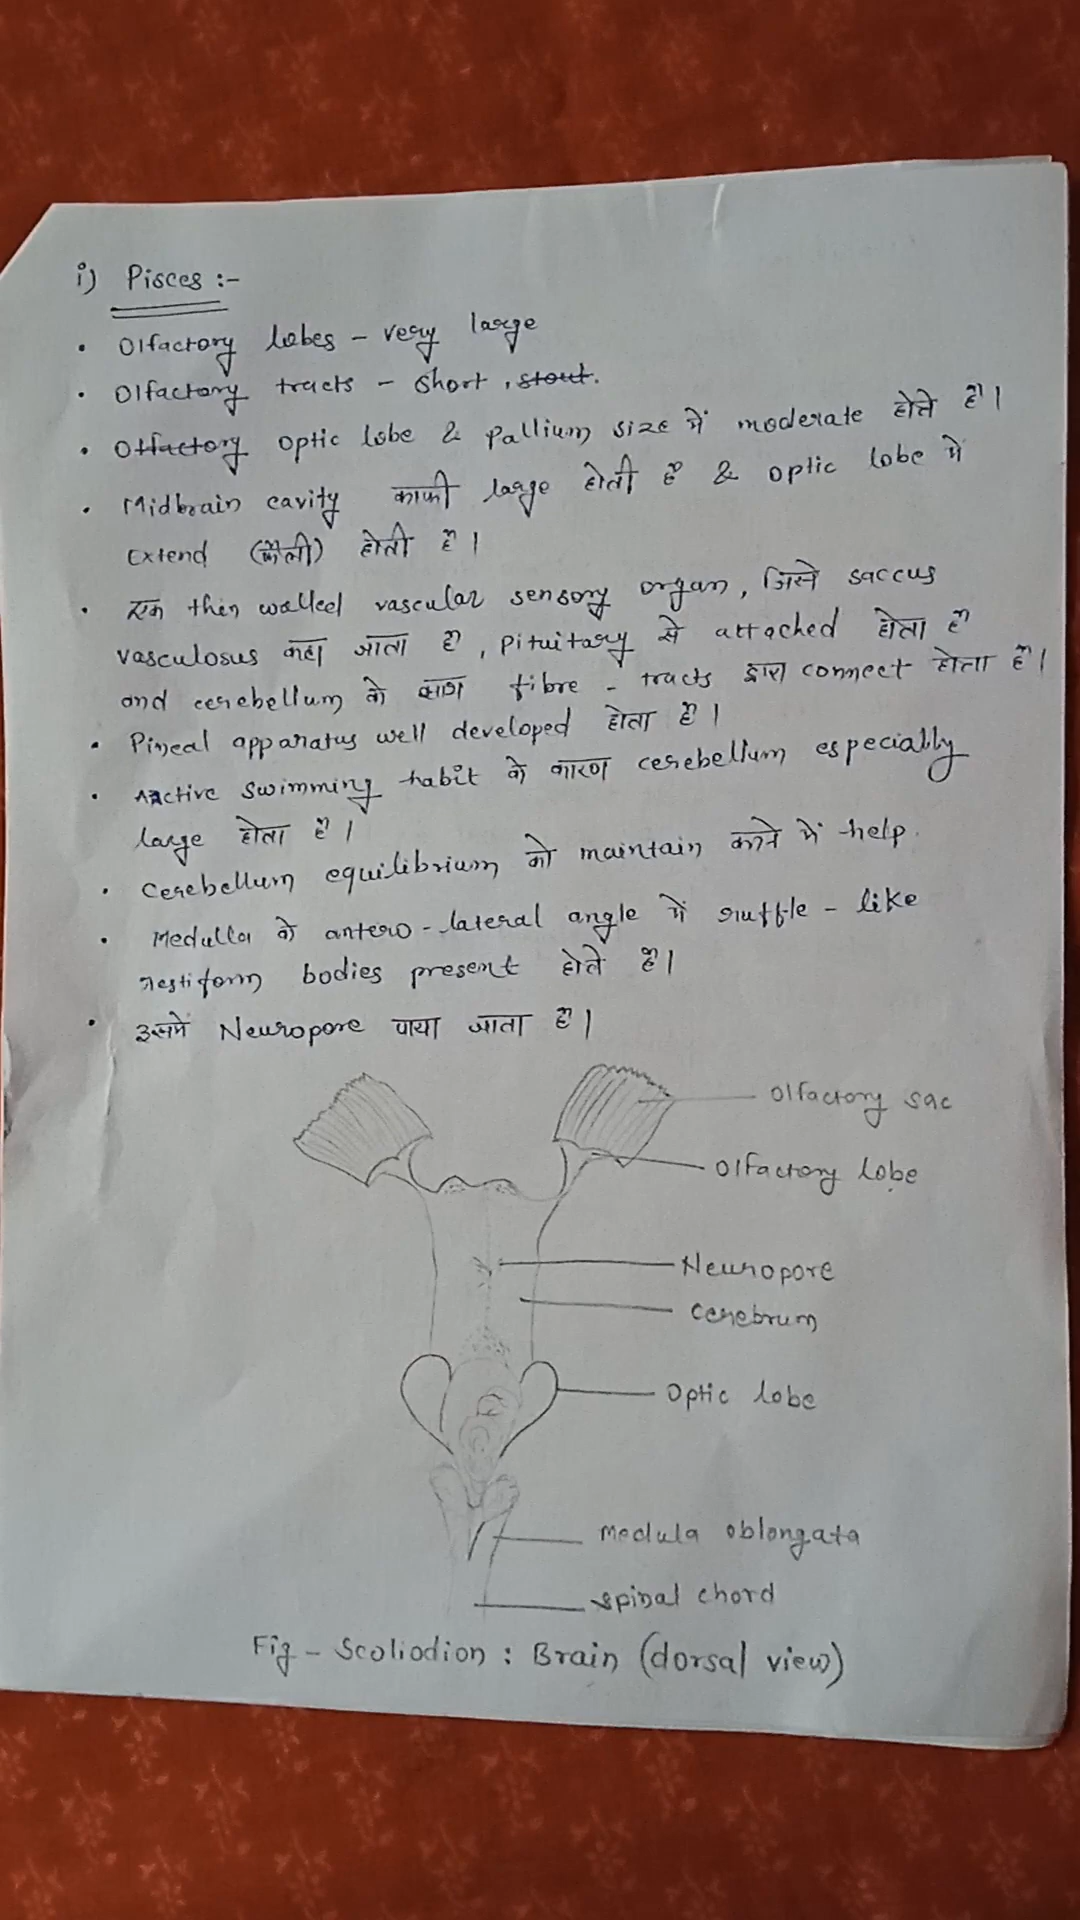 i) Pisces :-
• Olfactory lobes - very large
• Olfactory tracts - short, stout.
• Olfactory optic lobe & Pallium size में moderate होते हैं।
• Midbrain cavity काफी large होती है & optic lobe में
Extend (फैली) होती है।
• एक thin walled vascular sensory organ, जिसे saccus
vasculosus कहा जाता है, Pituitary से attached होता है
and cerebellum के साथ fibre - tracts द्वारा connect होता है।
• Pineal apparatus well developed होता है।
• Active swimming habit के कारण cerebellum especially
large होता है।
• Cerebellum equilibrium को maintain करने में help.
• Medulla के antero-lateral angle में ruffle-like
restiform bodies present होते हैं।
• इसमे Neuropore पाया जाता है।
Olfactory sac
Olfactory lobe
Neuropore
Cerebrum
Optic lobe
Medula oblongata
spinal chord
Fig - Scoliodion : Brain (dorsal view)